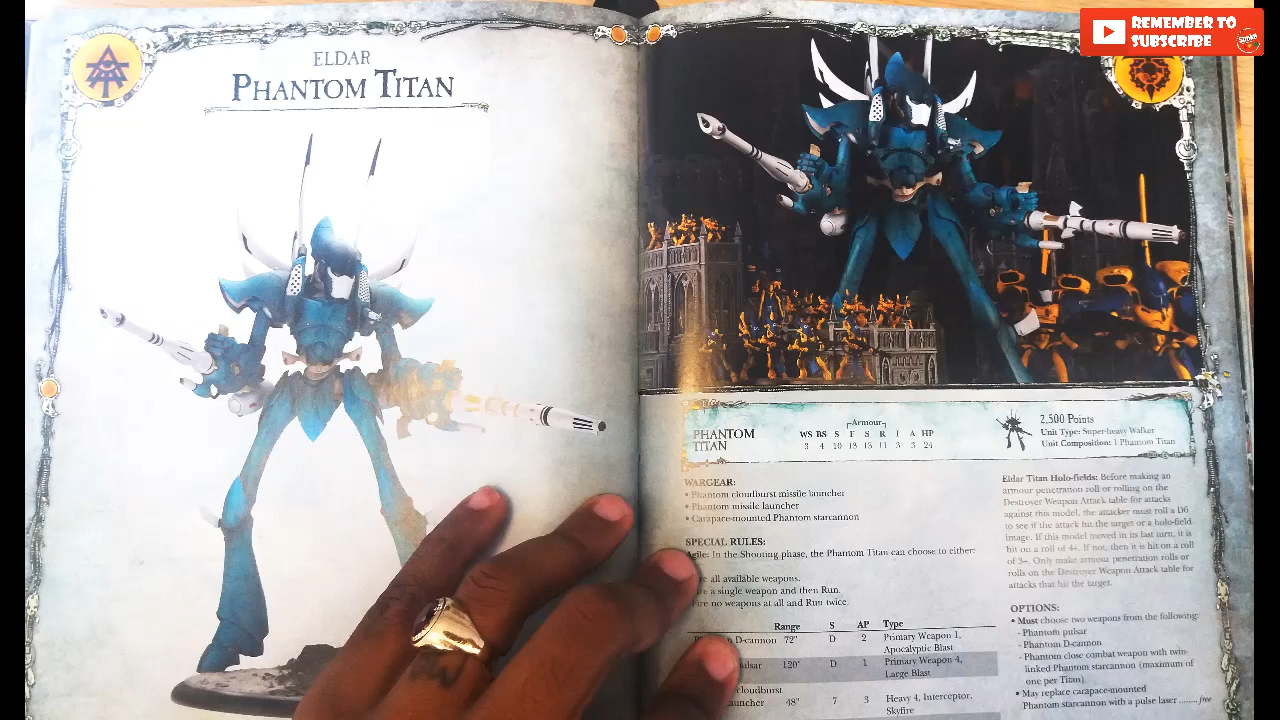 ELDAR
PHANTOM TITAN
REMEMBER TO
SUBSCRIBE
PHANTOM
TITAN
Armour
WS BS S F S R I A HP
3 4 10 13 13 11 3 3 24
2,500 Points
Unit Type: Super-heavy Walker
Unit Composition: 1 Phantom Titan
WARGEAR:
• Phantom cloudburst missile launcher
• Phantom missile launcher
• Carapace-mounted Phantom starcannon
SPECIAL RULES:
Agile: In the Shooting phase, the Phantom Titan can choose to either:
all available weapons.
a single weapon and then Run.
Fire no weapons at all and Run twice.
Range S AP Type
D-cannon 72" D 2 Primary Weapon 1,
Apocalyptic Blast
120" D 1 Primary Weapon 4,
Large Blast
cloudburst
48" 7 3 Heavy 4, Interceptor,
Skyfire
Eldar Titan Holo-fields: Before making an
armour penetration roll or rolling on the
Destroyer Weapon Attack table for attacks
against this model, the attacker must roll a D6
to see if the attack hit the target or a holo-field
image. If this model moved in its last turn, it is
hit on a roll of 4+. If not, then it is hit on a roll
of 3+. Only make armour penetration rolls or
rolls on the Destroyer Weapon Attack table for
attacks that hit the target.
OPTIONS:
• Must choose two weapons from the following:
- Phantom pulsar
- Phantom D-cannon
- Phantom close combat weapon with twin-
linked Phantom starcannon (maximum of
one per Titan)
• May replace carapace-mounted
Phantom starcannon with a pulse laser ........free